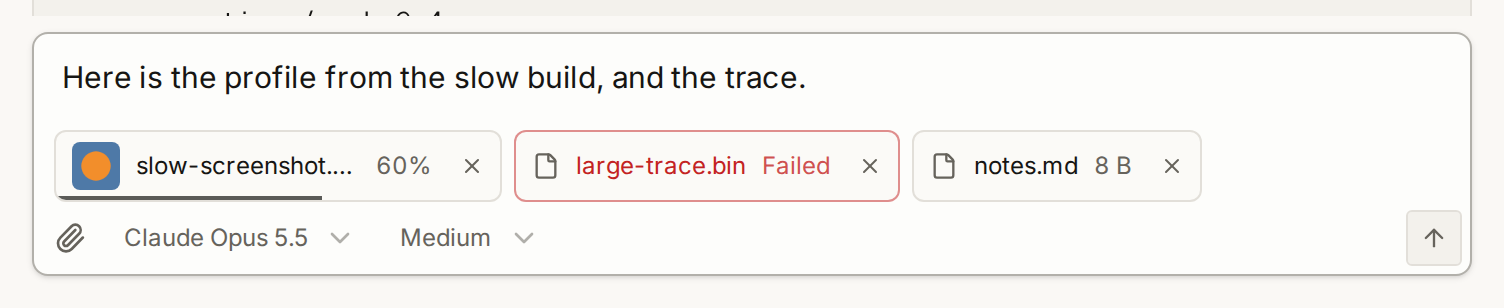 Here is the profile from the slow build, and the trace.
slow-screenshot.... 60% large-trace.bin Failed notes.md 8 B
Claude Opus 5.5 Medium